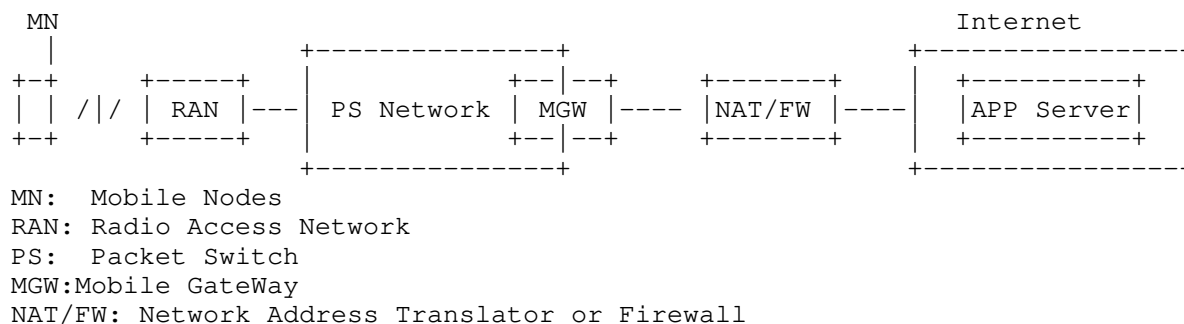 MN Internet
RAN PS Network MGW NAT/FW APP Server
MN: Mobile Nodes
RAN: Radio Access Network
PS: Packet Switch
MGW:Mobile GateWay
NAT/FW: Network Address Translator or Firewall